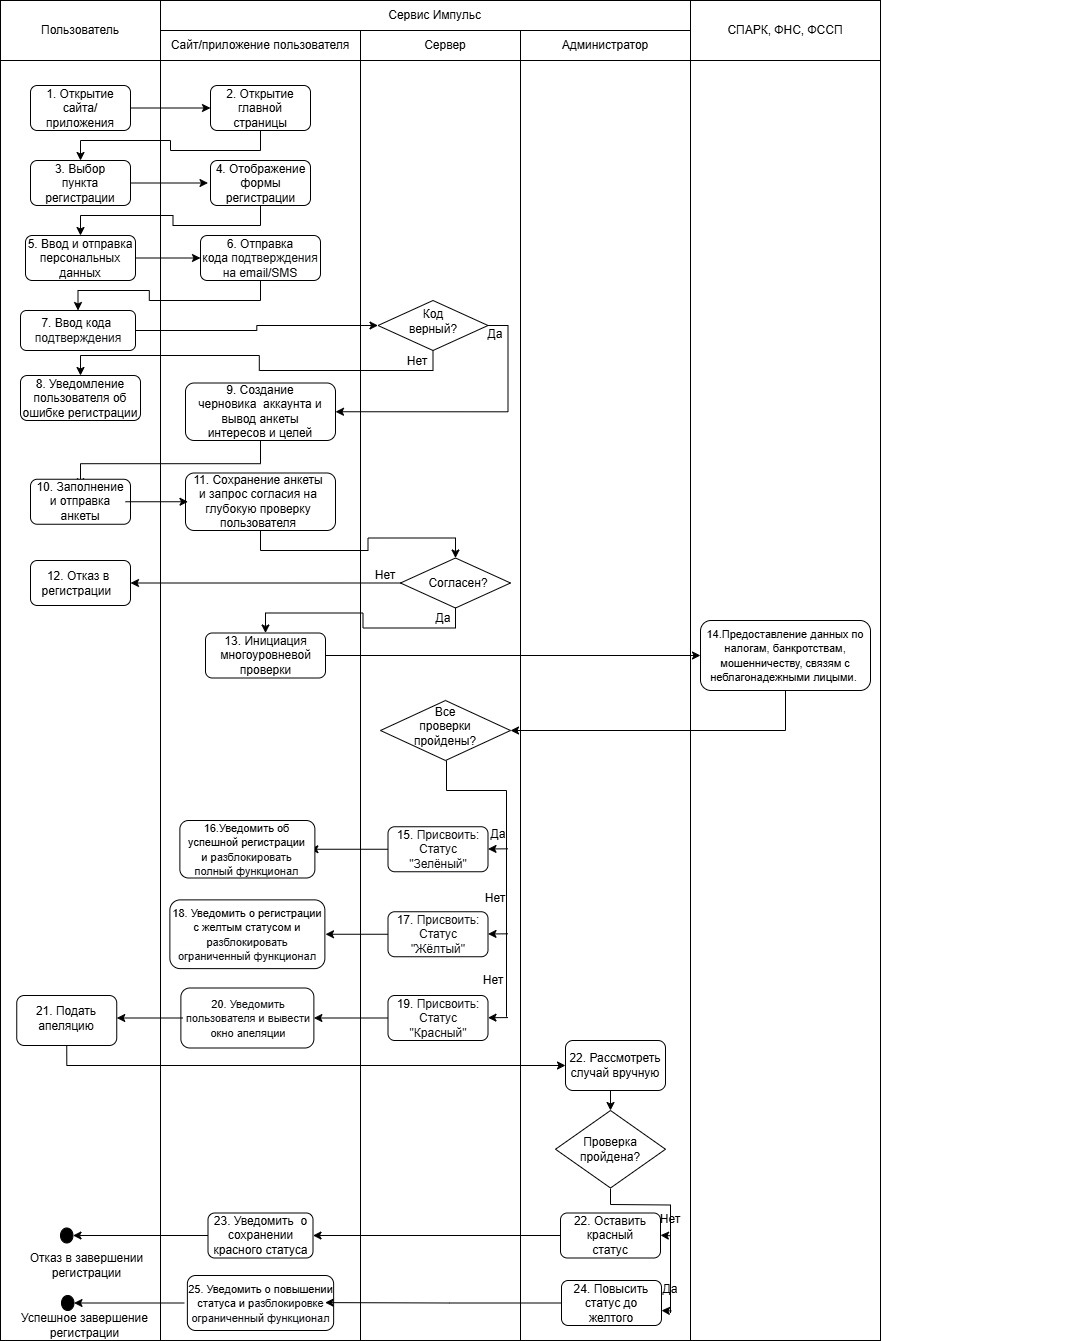 Пользователь
Сервис Импульс
СПАРК, ФНС, ФССП
Сайт/приложение пользователя
Сервер
Администратор
1. Открытие
сайта/
приложения
2. Открытие
главной
страницы
3. Выбор
пункта
регистрации
4. Отображение
формы
регистрации
5. Ввод и отправка
персональных
данных
6. Отправка
кода подтверждения
на email/SMS
7. Ввод кода
подтверждения
Код
верный?
Да
Нет
8. Уведомление
пользователя об
ошибке регистрации
9. Создание
черновика аккаунта и
вывод анкеты
интересов и целей
10. Заполнение
и отправка
анкеты
11. Сохранение анкеты
и запрос согласия на
глубокую проверку
пользователя
12. Отказ в
регистрации
Нет
Согласен?
Да
13. Инициация
многоуровневой
проверки
14.Предоставление данных по
налогам, банкротствам,
мошенничеству, связям с
неблагонадежными лицыми.
Все
проверки
пройдены?
16.Уведомить об
успешной регистрации
и разблокировать
полный функционал
15. Присвоить:
Статус
"Зелёный"
Да
Нет
18. Уведомить о регистрации
с желтым статусом и
разблокировать
ограниченный функционал
17. Присвоить:
Статус
"Жёлтый"
Нет
21. Подать
апеляцию
20. Уведомить
пользователя и вывести
окно апеляции
19. Присвоить:
Статус
"Красный"
22. Рассмотреть
случай вручную
Проверка
пройдена?
23. Уведомить о
сохранении
красного статуса
22. Оставить
красный
статус
Нет
Отказ в завершении
регистрации
25. Уведомить о повышении
статуса и разблокировке
ограниченный функционал
24. Повысить
статус до
желтого
Да
Успешное завершение
регистрации